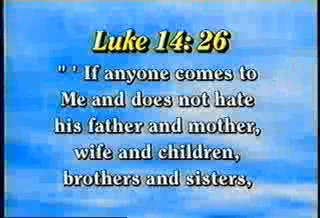 Luke 14: 26
" ' If anyone comes to
Me and does not hate
his father and mother,
wife and children,
brothers and sisters,